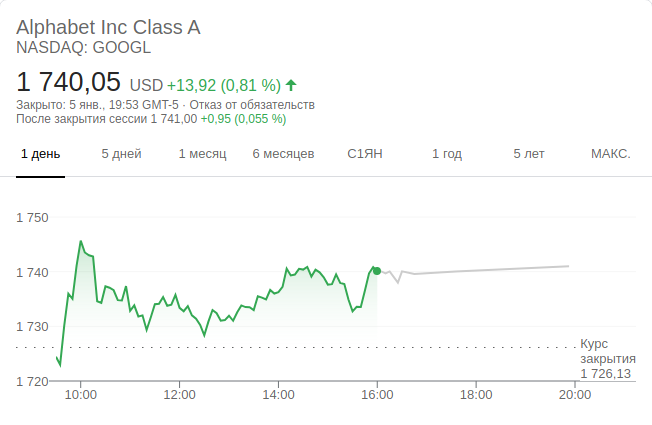 Alphabet Inc Class A
NASDAQ: GOOGL
1 740,05 USD +13,92 (0,81 %)
Закрыто: 5 янв., 19:53 GMT-5 · Отказ от обязательств
После закрытия сессии 1 741,00 +0,95 (0,055 %)
1 день 5 дней 1 месяц 6 месяцев С1ЯН 1 год 5 лет МАКС.
1 750
1 740
1 730
Курс
закрытия
1 726,13
1 720
10:00 12:00 14:00 16:00 18:00 20:00